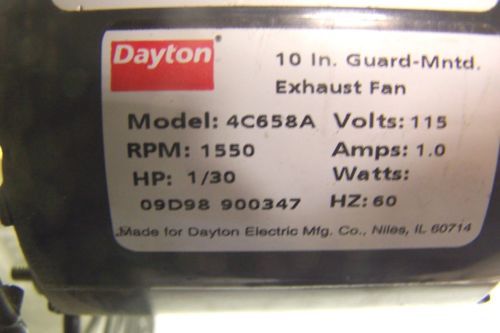 Dayton®
10 In. Guard-Mntd.
Exhaust Fan
Model: 4C658A Volts: 115
RPM: 1550 Amps: 1.0
HP: 1/30 Watts:
09D98 900347 HZ: 60
Made for Dayton Electric Mfg. Co., Niles, IL 60714